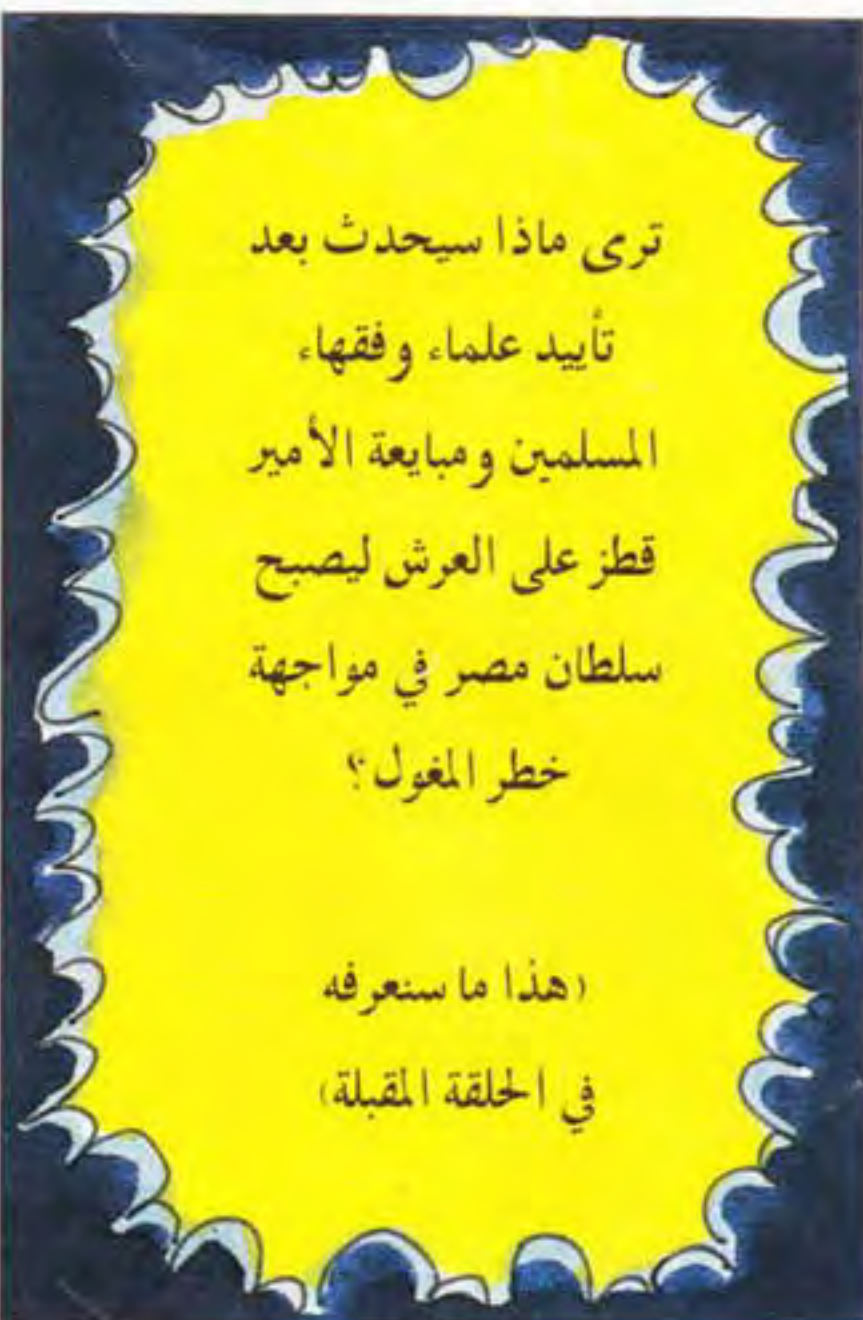 ترى ماذا سيحدث بعد
تأييد علماء وفقهاء
المسلمين ومبايعة الأمير
قطز على العرش ليصبح
سلطان مصر في مواجهة
خطر المغول؟
(هذا ما سنعرفه
في الحلقة المقبلة)